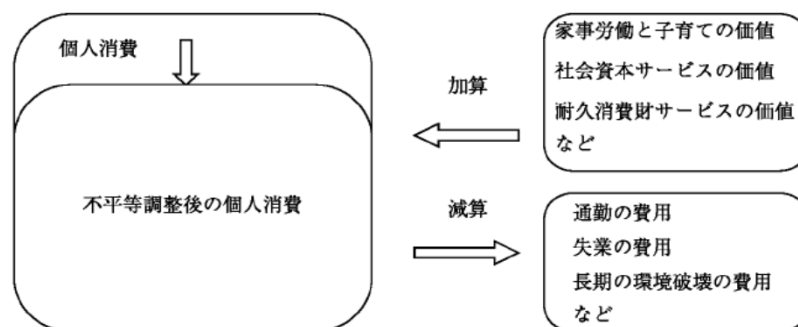 個人消費
不平等調整後の個人消費
加算
家事労働と子育ての価値
社会資本サービスの価値
耐久消費財サービスの価値
など
減算
通勤の費用
失業の費用
長期の環境破壊の費用
など